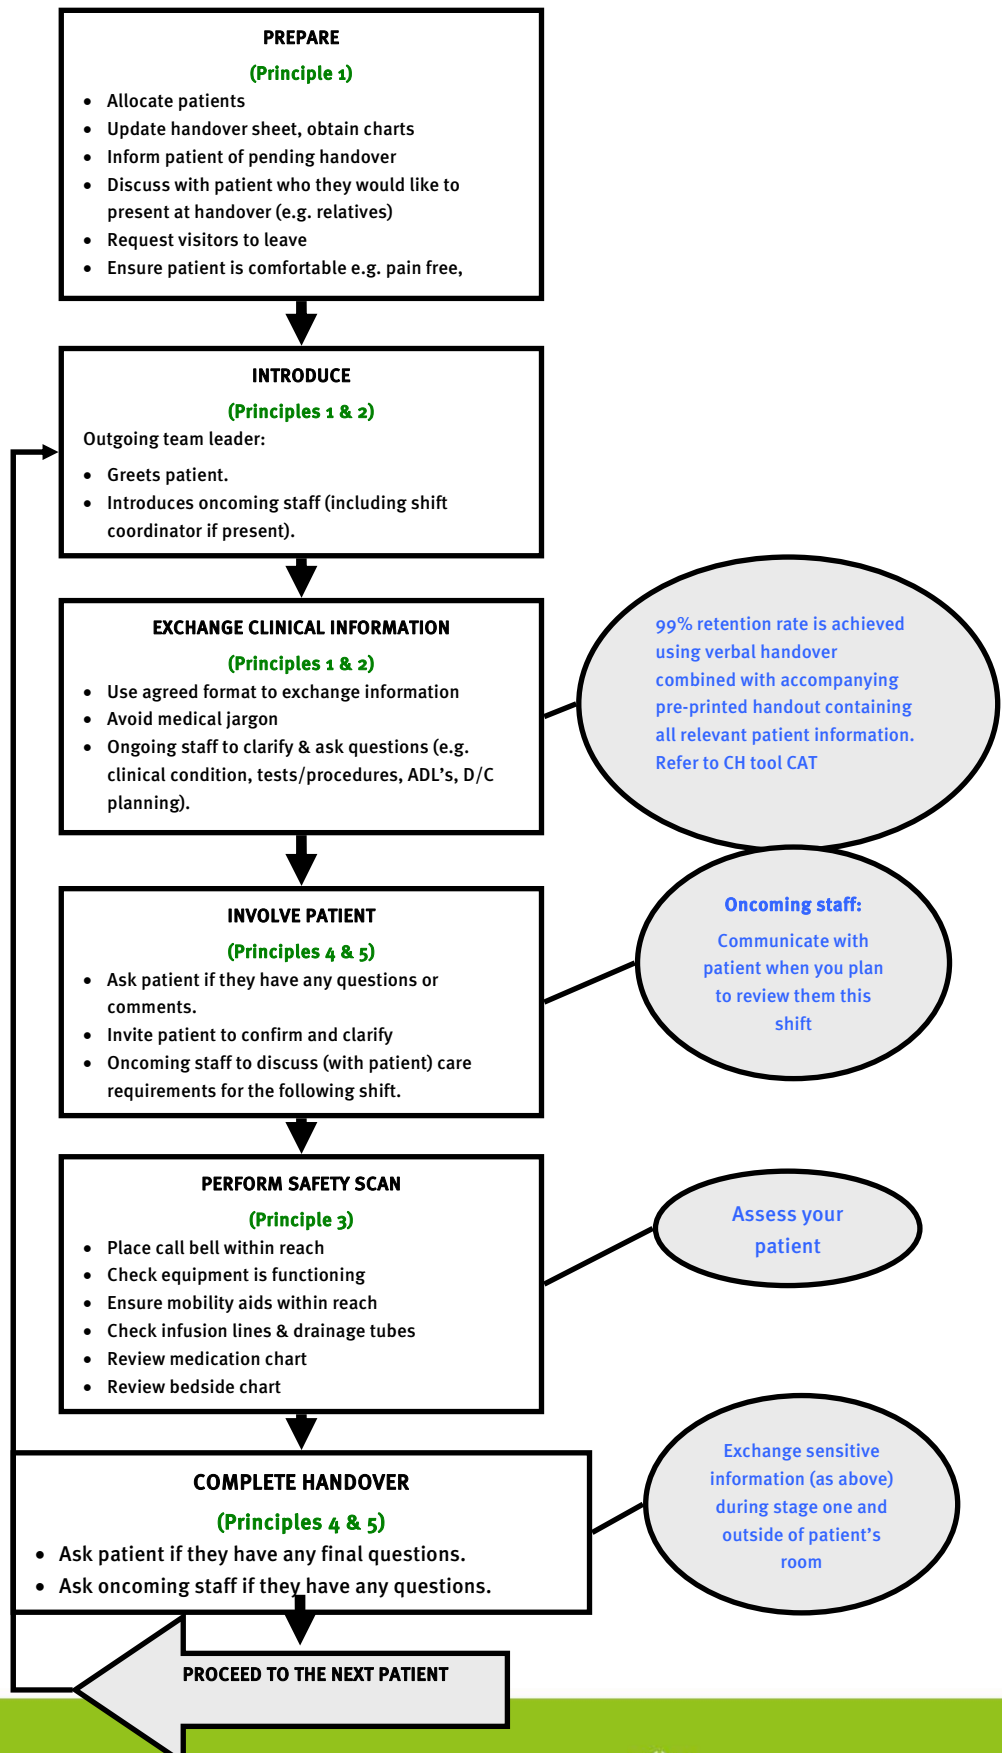 PREPARE
(Principle 1)
• Allocate patients
• Update handover sheet, obtain charts
• Inform patient of pending handover
• Discuss with patient who they would like to
present at handover (e.g. relatives)
• Request visitors to leave
• Ensure patient is comfortable e.g. pain free,
INTRODUCE
(Principles 1 & 2)
Outgoing team leader:
• Greets patient.
• Introduces oncoming staff (including shift
coordinator if present).
EXCHANGE CLINICAL INFORMATION
(Principles 1 & 2)
• Use agreed format to exchange information
• Avoid medical jargon
• Ongoing staff to clarify & ask questions (e.g.
clinical condition, tests/procedures, ADL's, D/C
planning).
99% retention rate is achieved
using verbal handover
combined with accompanying
pre-printed handout containing
all relevant patient information.
Refer to CH tool CAT
INVOLVE PATIENT
(Principles 4 & 5)
• Ask patient if they have any questions or
comments.
• Invite patient to confirm and clarify
• Oncoming staff to discuss (with patient) care
requirements for the following shift.
Oncoming staff:
Communicate with
patient when you plan
to review them this
shift
PERFORM SAFETY SCAN
(Principle 3)
• Place call bell within reach
• Check equipment is functioning
• Ensure mobility aids within reach
• Check infusion lines & drainage tubes
• Review medication chart
• Review bedside chart
Assess your
patient
COMPLETE HANDOVER
(Principles 4 & 5)
• Ask patient if they have any final questions.
• Ask oncoming staff if they have any questions.
Exchange sensitive
information (as above)
during stage one and
outside of patient's
room
PROCEED TO THE NEXT PATIENT